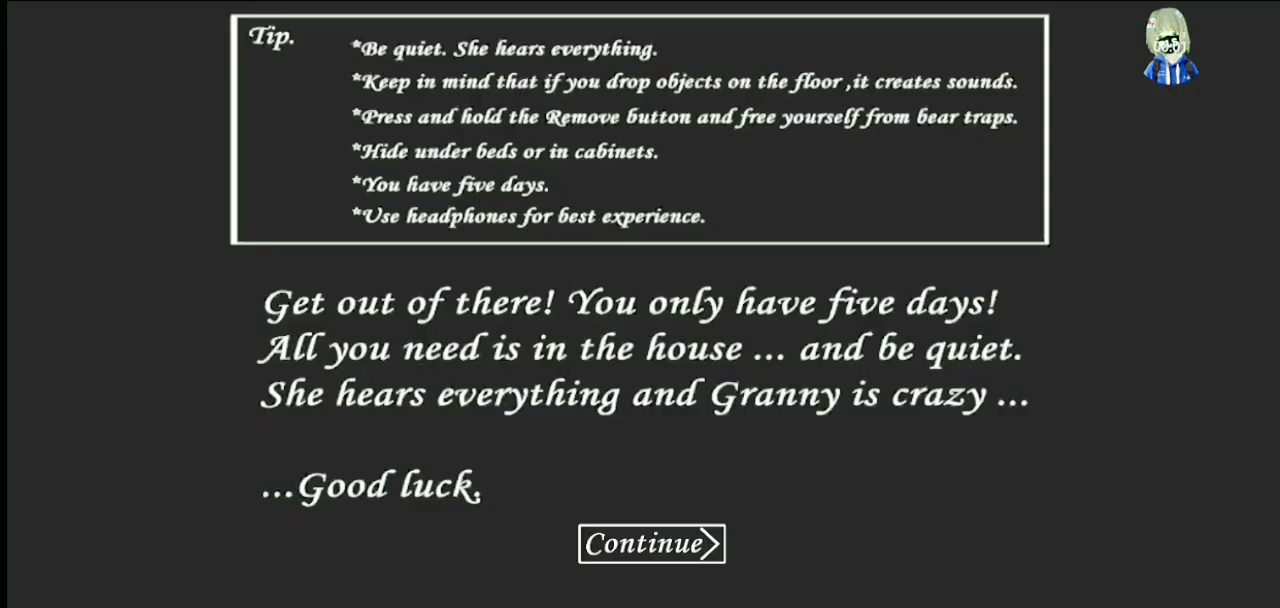 Tip.
*Be quiet. She hears everything.
*Keep in mind that if you drop objects on the floor ,it creates sounds.
*Press and hold the Remove button and free yourself from bear traps.
*Hide under beds or in cabinets.
*You have five days.
*Use headphones for best experience.
Get out of there! You only have five days!
All you need is in the house ... and be quiet.
She hears everything and Granny is crazy ...
...Good luck.
Continue>